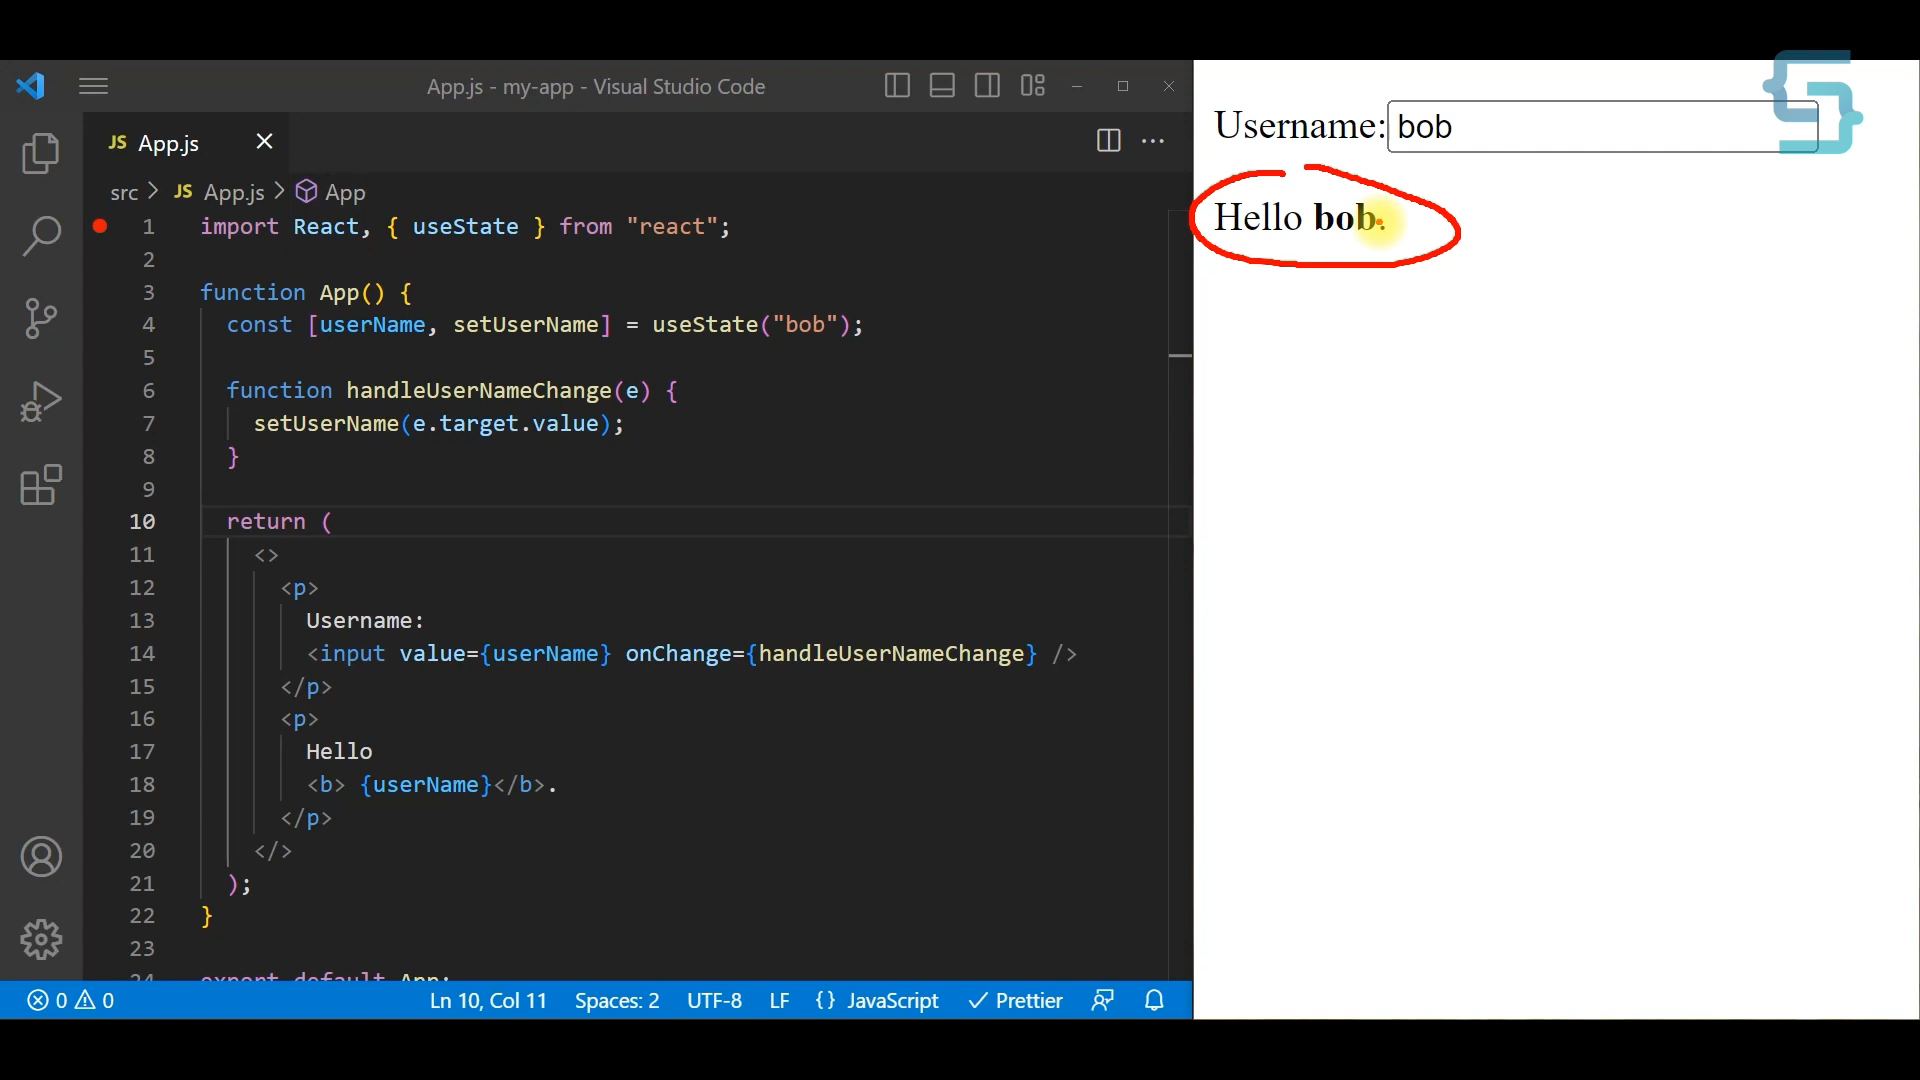 App.js - my-app - Visual Studio Code
JS App.js
src > JS App.js > App
1 import React, { useState } from "react";
2
3 function App() {
4 const [userName, setUserName] = useState("bob");
5
6 function handleUserNameChange(e) {
7 setUserName(e.target.value);
8 }
9
10 return (
11 <>
12 <p>
13 Username:
14 <input value={userName} onChange={handleUserNameChange} />
15 </p>
16 <p>
17 Hello
18 <b> {userName}</b>.
19 </p>
20 </>
21 );
22 }
23
24 export default App;
0 0 Ln 10, Col 11 Spaces: 2 UTF-8 LF {} JavaScript Prettier
Username: bob
Hello bob.